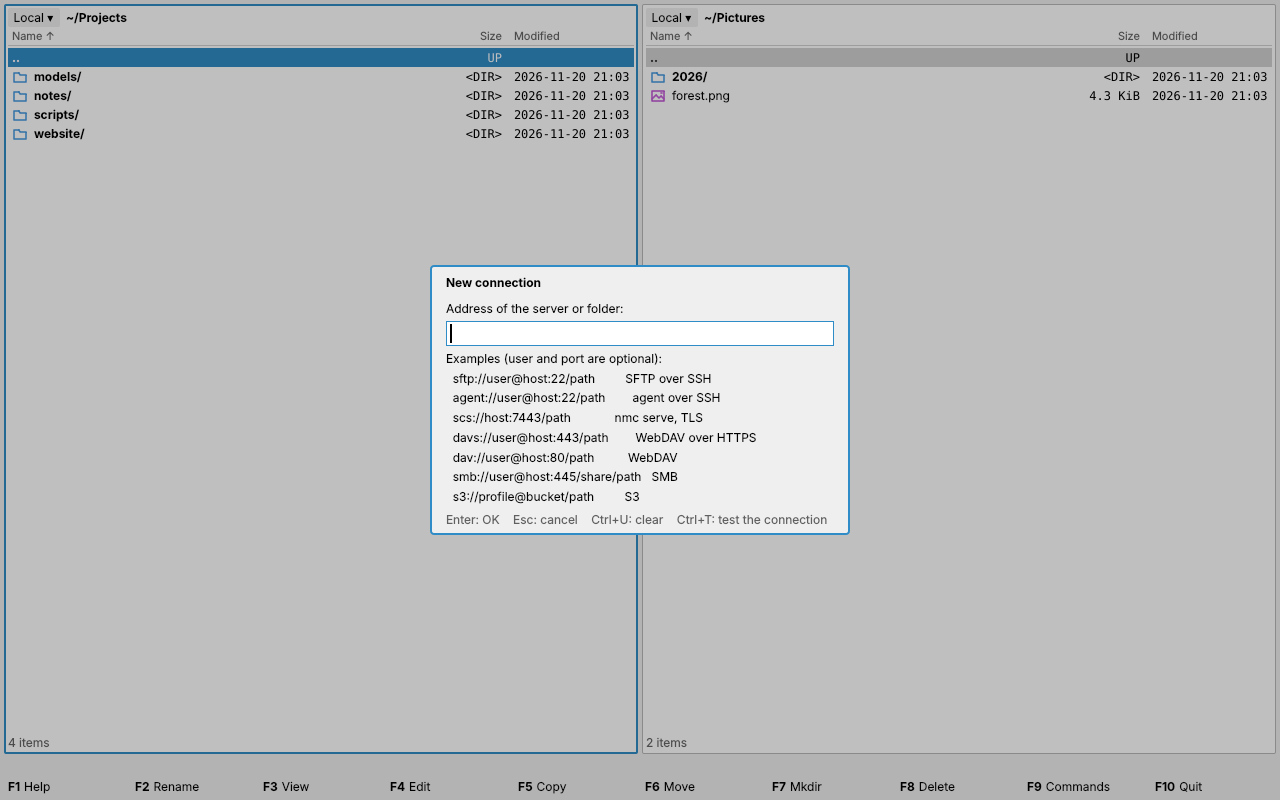 Local ▾ ~/Projects
Name ↑ Size Modified
.. UP
models/ <DIR> 2026-11-20 21:03
notes/ <DIR> 2026-11-20 21:03
scripts/ <DIR> 2026-11-20 21:03
website/ <DIR> 2026-11-20 21:03
4 items
Local ▾ ~/Pictures
Name ↑ Size Modified
.. UP
2026/ <DIR> 2026-11-20 21:03
forest.png 4.3 KiB 2026-11-20 21:03
2 items
New connection
Address of the server or folder:
Examples (user and port are optional):
sftp://user@host:22/path SFTP over SSH
agent://user@host:22/path agent over SSH
scs://host:7443/path nmc serve, TLS
davs://user@host:443/path WebDAV over HTTPS
dav://user@host:80/path WebDAV
smb://user@host:445/share/path SMB
s3://profile@bucket/path S3
Enter: OK Esc: cancel Ctrl+U: clear Ctrl+T: test the connection
F1 Help F2 Rename F3 View F4 Edit F5 Copy F6 Move F7 Mkdir F8 Delete F9 Commands F10 Quit